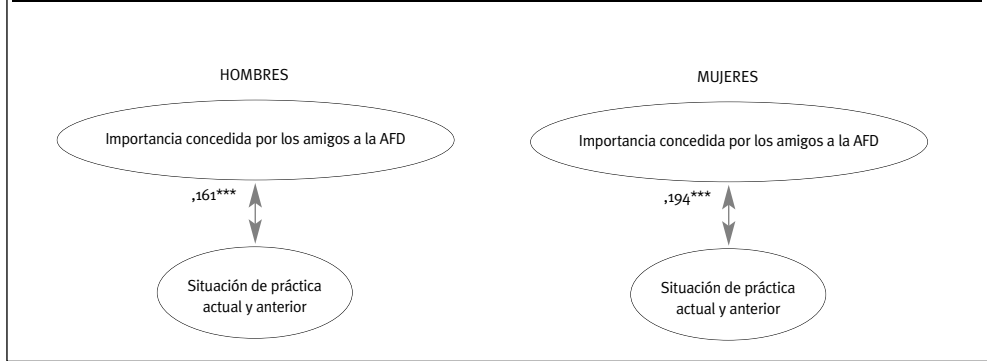 HOMBRES
Importancia concedida por los amigos a la AFD
,161***
Situación de práctica
actual y anterior
MUJERES
Importancia concedida por los amigos a la AFD
,194***
Situación de práctica
actual y anterior